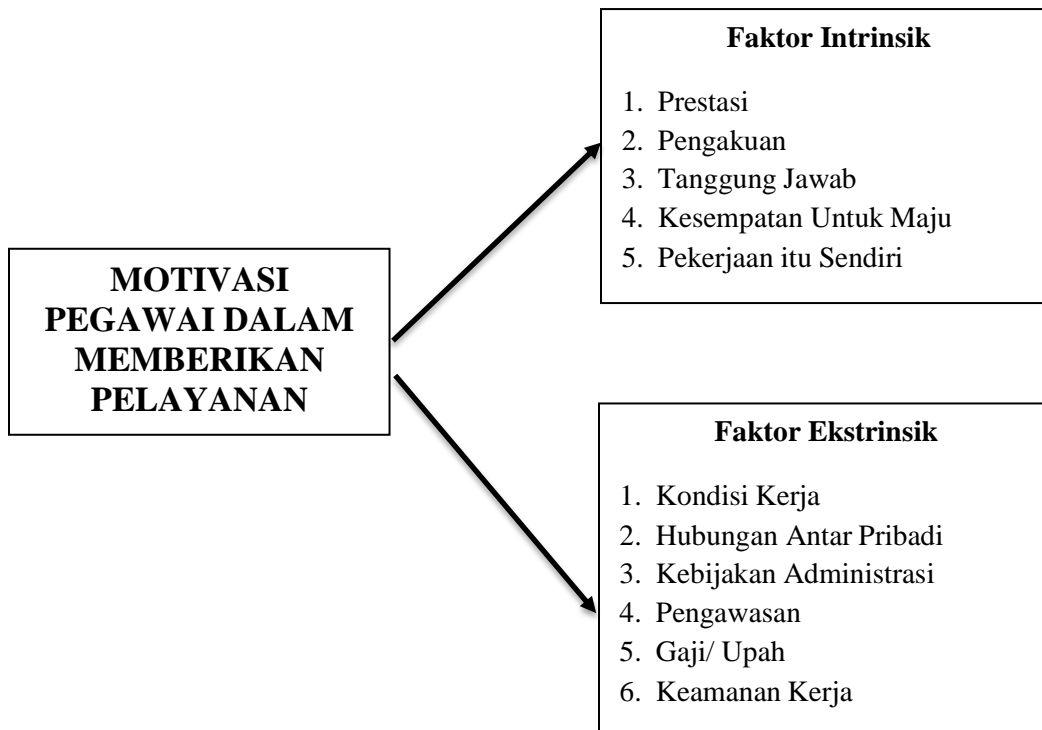 Faktor Intrinsik
1. Prestasi
2. Pengakuan
3. Tanggung Jawab
4. Kesempatan Untuk Maju
5. Pekerjaan itu Sendiri
MOTIVASI
PEGAWAI DALAM
MEMBERIKAN
PELAYANAN
Faktor Ekstrinsik
1. Kondisi Kerja
2. Hubungan Antar Pribadi
3. Kebijakan Administrasi
4. Pengawasan
5. Gaji/ Upah
6. Keamanan Kerja